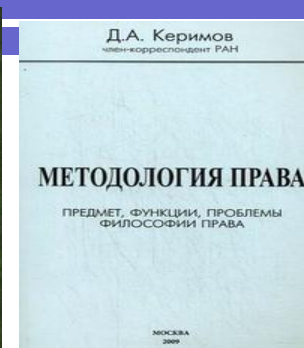 Д.А. Керимов
член-корреспондент РАН
МЕТОДОЛОГИЯ ПРАВА
ПРЕДМЕТ, ФУНКЦИИ, ПРОБЛЕМЫ
ФИЛОСОФИИ ПРАВА
МОСКВА
2009